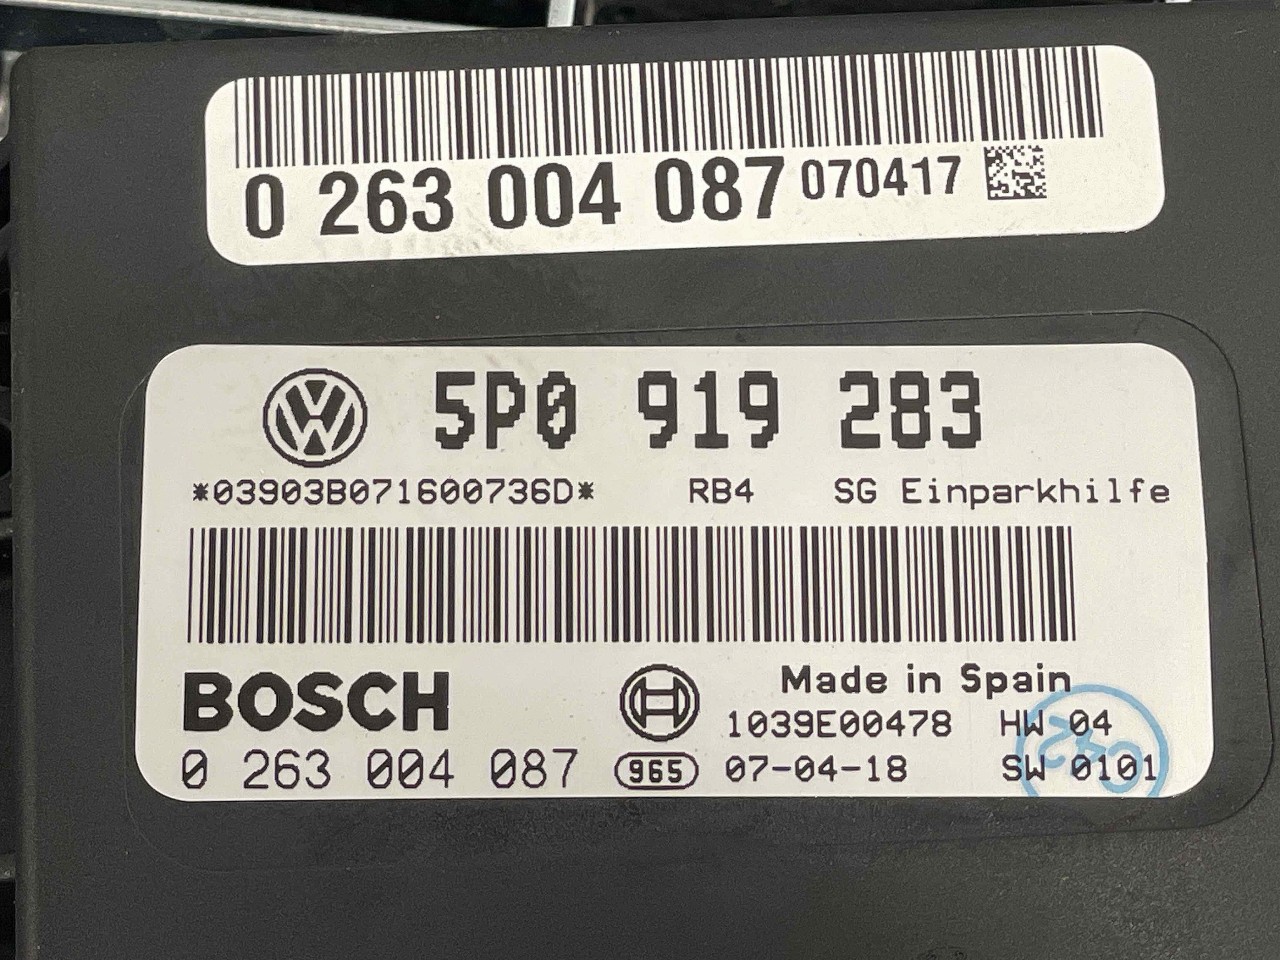 0 263 004 087 070417
5P0 919 283
*03903B071600736D* RB4 SG Einparkhilfe
BOSCH
Made in Spain
1039E00478 HW 04
0 263 004 087 965 07-04-18 SW 0101
C42